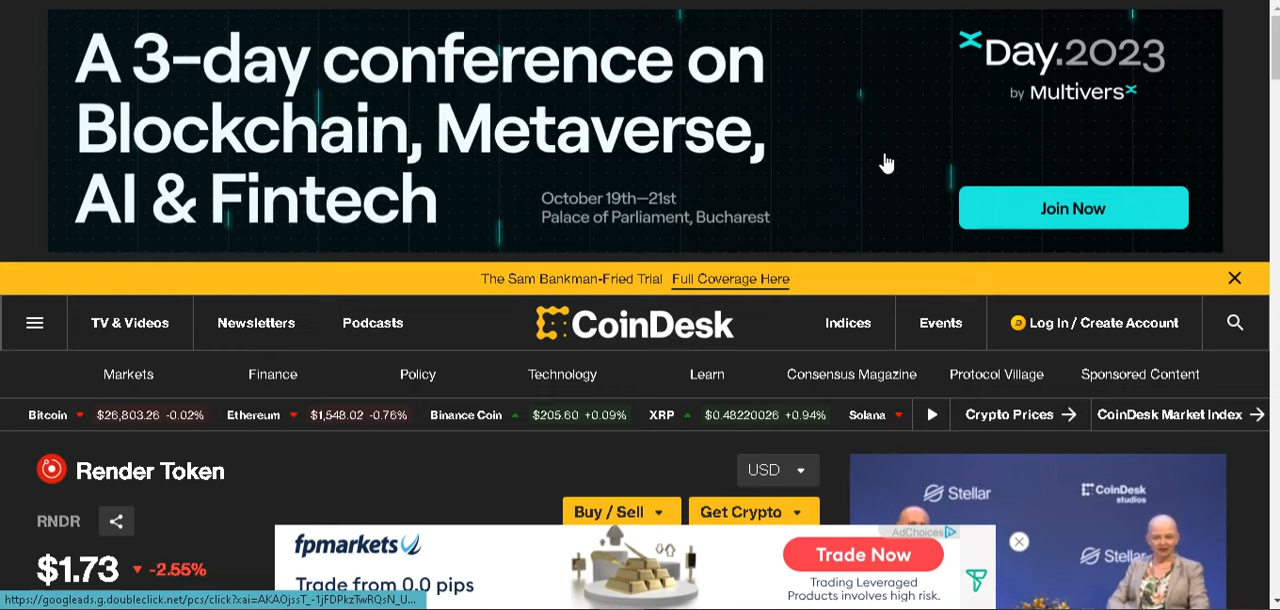 A 3-day conference on
Blockchain, Metaverse,
AI & Fintech
October 19th—21st
Palace of Parliament, Bucharest
xDay.2023
by MultiversX
Join Now
The Sam Bankman-Fried Trial Full Coverage Here
TV & Videos Newsletters Podcasts CoinDesk Indices Events Log In / Create Account
Markets Finance Policy Technology Learn Consensus Magazine Protocol Village Sponsored Content
Bitcoin $26,803.26 -0.02% Ethereum $1,548.02 -0.76% Binance Coin $205.60 +0.09% XRP $0.48220026 +0.94% Solana Crypto Prices → CoinDesk Market Index →
Render Token
USD
RNDR
Buy / Sell Get Crypto
$1.73 -2.55%
Stellar CoinDesk
studios
Stellar
AdChoices
fpmarkets
Trade from 0.0 pips
Trade Now
Trading Leveraged
Products involves high risk.
https://googleads.g.doubleclick.net/pcs/click?xai=AKAOjssT_-1jFDPkzTwRQsN_U...